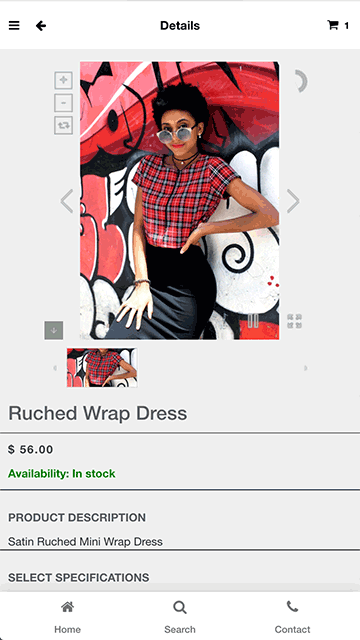 Details
1
Ruched Wrap Dress
$ 56.00
Availability: In stock
PRODUCT DESCRIPTION
Satin Ruched Mini Wrap Dress
SELECT SPECIFICATIONS
Home
Search
Contact